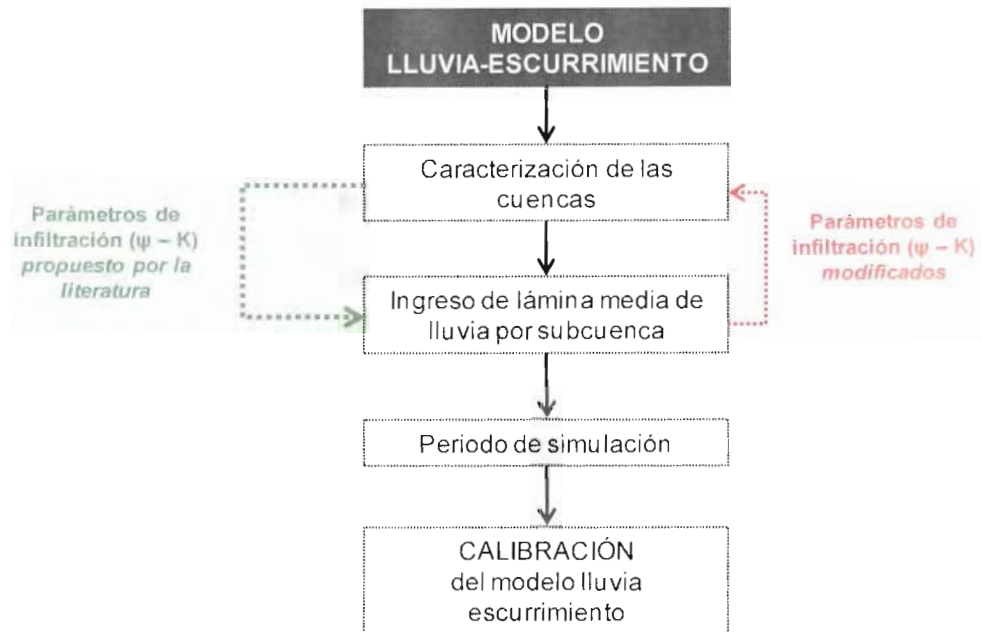 MODELO
LLUVIA-ESCURRIMIENTO
Caracterización de las
cuencas
Parámetros de
infiltración (ψ – K)
propuesto por la
literatura
Parámetros de
infiltración (ψ – K)
modificados
Ingreso de lámina media de
lluvia por subcuenca
Periodo de simulación
CALIBRACIÓN
del modelo lluvia
escurrimiento